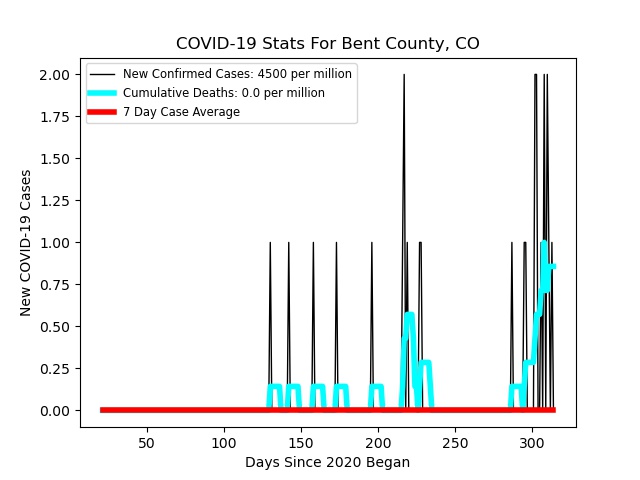 COVID-19 Stats For Bent County, CO
New Confirmed Cases: 4500 per million
Cumulative Deaths: 0.0 per million
7 Day Case Average
New COVID-19 Cases
2.00
1.75
1.50
1.25
1.00
0.75
0.50
0.25
0.00
50 100 150 200 250 300
Days Since 2020 Began